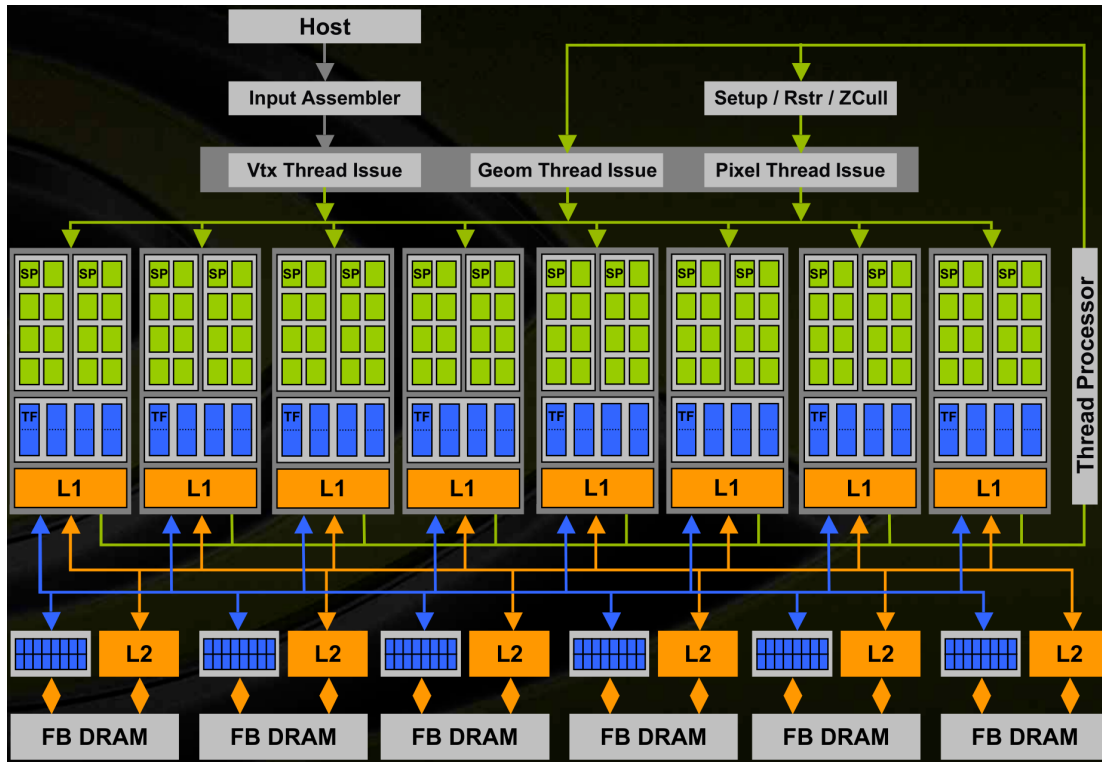 Host
Input Assembler
Setup / Rstr / ZCull
Vtx Thread Issue
Geom Thread Issue
Pixel Thread Issue
SP SP SP SP SP SP SP SP SP SP SP SP SP SP SP SP
TF TF TF TF TF TF TF TF
Thread Processor
L1 L1 L1 L1 L1 L1 L1 L1
L2 L2 L2 L2 L2 L2
FB DRAM FB DRAM FB DRAM FB DRAM FB DRAM FB DRAM